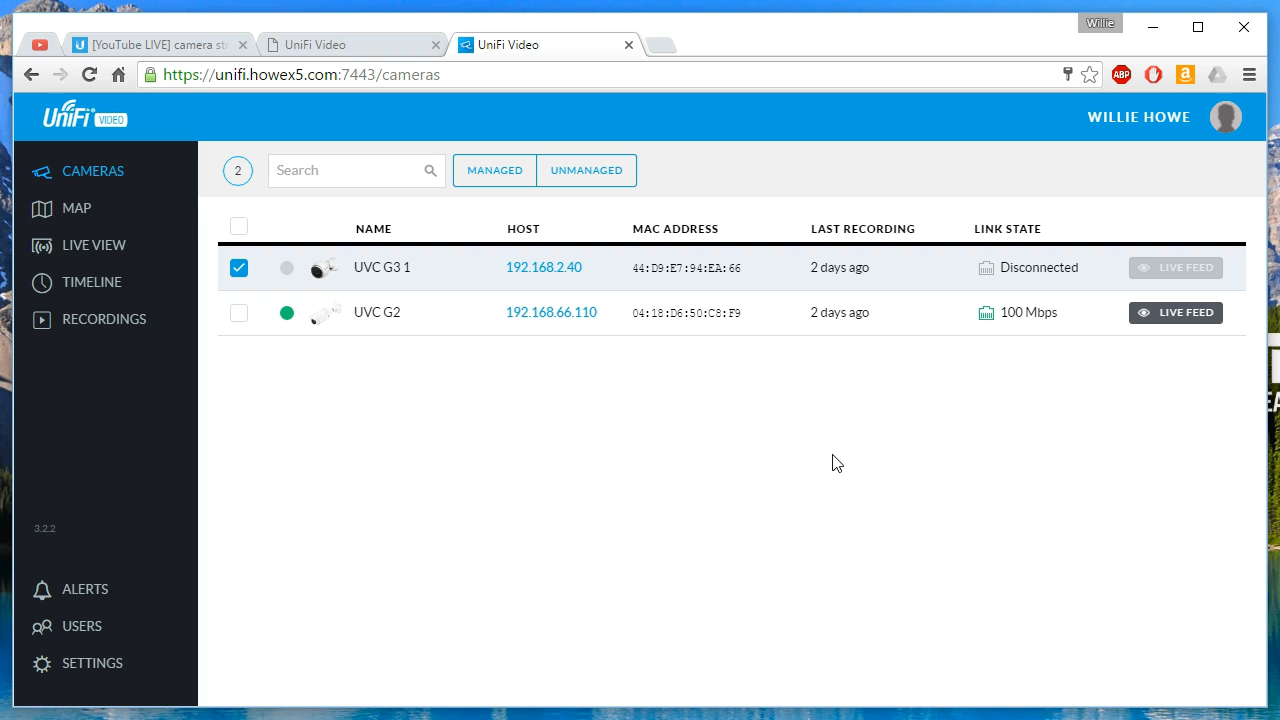 Willie
[YouTube LIVE] camera str
UniFi Video
UniFi Video
https://unifi.howex5.com:7443/cameras
ABP
a
UniFi VIDEO
WILLIE HOWE
CAMERAS
MAP
LIVE VIEW
TIMELINE
RECORDINGS
3.2.2
ALERTS
USERS
SETTINGS
2
Search
MANAGED
UNMANAGED
NAME HOST MAC ADDRESS LAST RECORDING LINK STATE
UVC G3 1 192.168.2.40 44:D9:E7:94:EA:66 2 days ago Disconnected LIVE FEED
UVC G2 192.168.66.110 04:18:D6:50:C8:F9 2 days ago 100 Mbps LIVE FEED